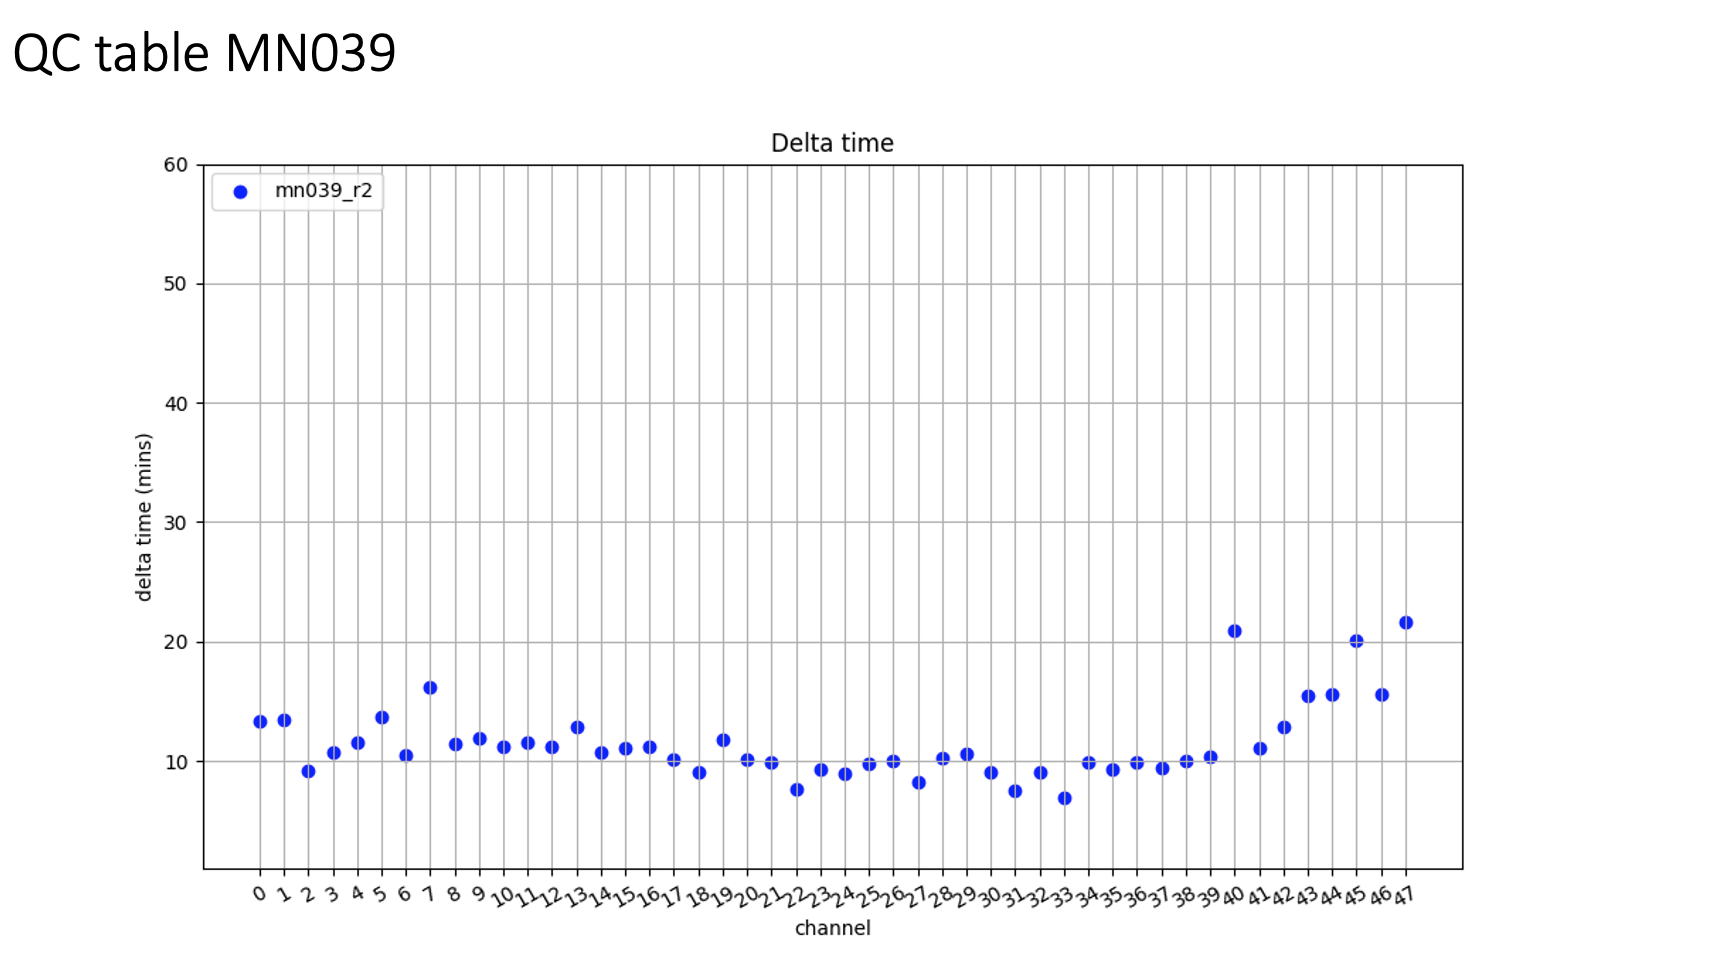 QC table MN039
Delta time
60
mn039_r2
50
40
30
20
10
delta time (mins)
0 1 2 3 4 5 6 7 8 9 10 11 12 13 14 15 16 17 18 19 20 21 22 23 24 25 26 27 28 29 30 31 32 33 34 35 36 37 38 39 40 41 42 43 44 45 46 47
channel